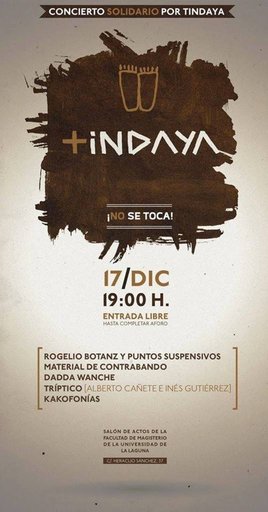 CONCIERTO SOLIDARIO POR TINDAYA
+iNDAYA
¡NO SE TOCA!
17/DIC
19:00 H.
ENTRADA LIBRE
HASTA COMPLETAR AFORO
ROGELIO BOTANZ Y PUNTOS SUSPENSIVOS
MATERIAL DE CONTRABANDO
DADDA WANCHE
TRÍPTICO [ALBERTO CAÑETE E INÉS GUTIÉRREZ]
KAKOFONÍAS
SALÓN DE ACTOS DE LA
FACULTAD DE MAGISTERIO
DE LA UNIVERSIDAD DE
LA LAGUNA
C/ HERACLIO SÁNCHEZ, 37